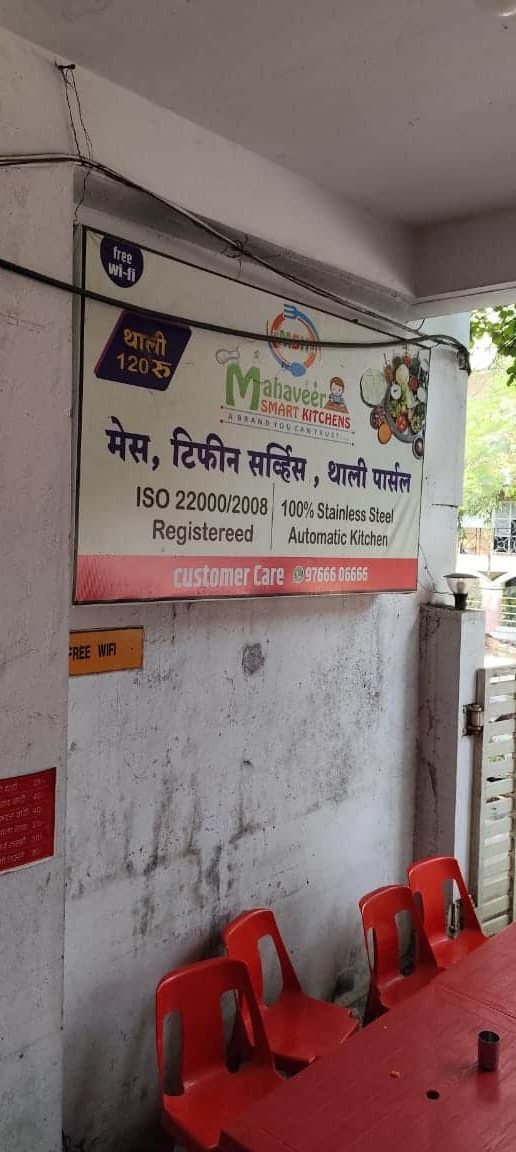 free
wi-fi
थाली
120 रु
MSK
Mahaveer
SMART KITCHENS
A BRAND YOU CAN TRUST...
मेस, टिफीन सर्व्हिस , थाली पार्सल
ISO 22000/2008
Registereed
100% Stainless Steel
Automatic Kitchen
customer Care 97666 06666
FREE WIFI